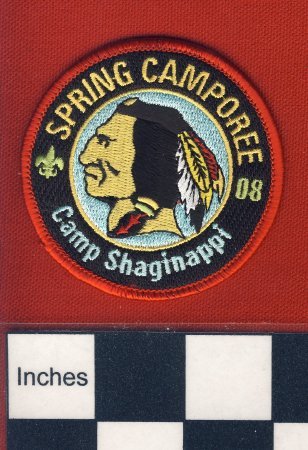 SPRING CAMPOREE
08
Camp Shaginappi
Inches